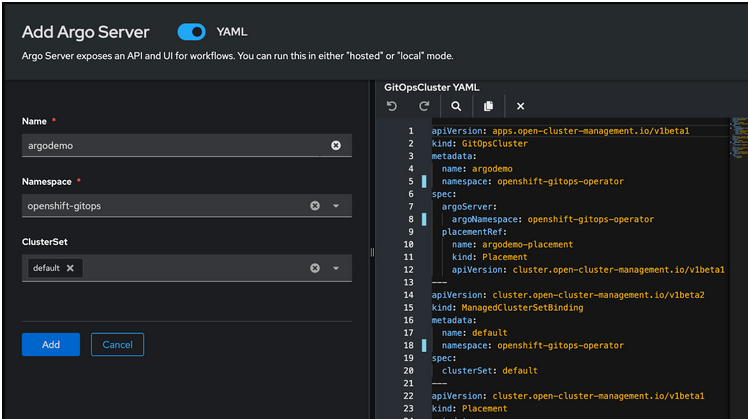 Add Argo Server
YAML
Argo Server exposes an API and UI for workflows. You can run this in either "hosted" or "local" mode.
Name *
argodemo
Namespace *
openshift-gitops
ClusterSet
default
Add
Cancel
GitOpsCluster YAML
1 apiVersion: apps.open-cluster-management.io/v1beta1
2 kind: GitOpsCluster
3 metadata:
4   name: argodemo
5   namespace: openshift-gitops-operator
6 spec:
7   argoServer:
8     argoNamespace: openshift-gitops-operator
9   placementRef:
10     name: argodemo-placement
11     kind: Placement
12     apiVersion: cluster.open-cluster-management.io/v1beta1
13 ---
14 apiVersion: cluster.open-cluster-management.io/v1beta2
15 kind: ManagedClusterSetBinding
16 metadata:
17   name: default
18   namespace: openshift-gitops-operator
19 spec:
20   clusterSet: default
21 ---
22 apiVersion: cluster.open-cluster-management.io/v1beta1
23 kind: Placement